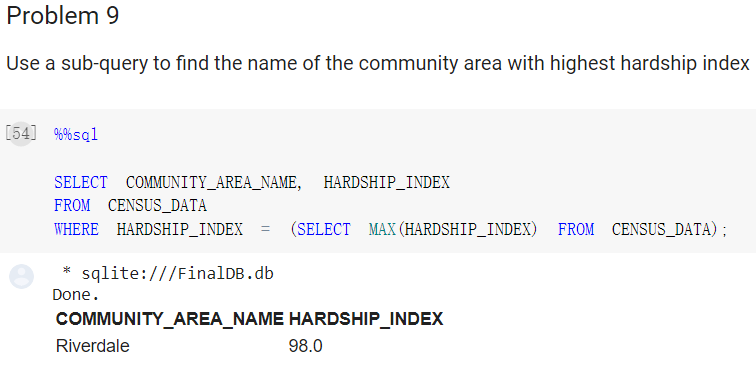 Problem 9
Use a sub-query to find the name of the community area with highest hardship index
[54] %%sql
SELECT COMMUNITY_AREA_NAME, HARDSHIP_INDEX
FROM CENSUS_DATA
WHERE HARDSHIP_INDEX = (SELECT MAX(HARDSHIP_INDEX) FROM CENSUS_DATA);
* sqlite:///FinalDB.db
Done.
COMMUNITY_AREA_NAME HARDSHIP_INDEX
Riverdale 98.0